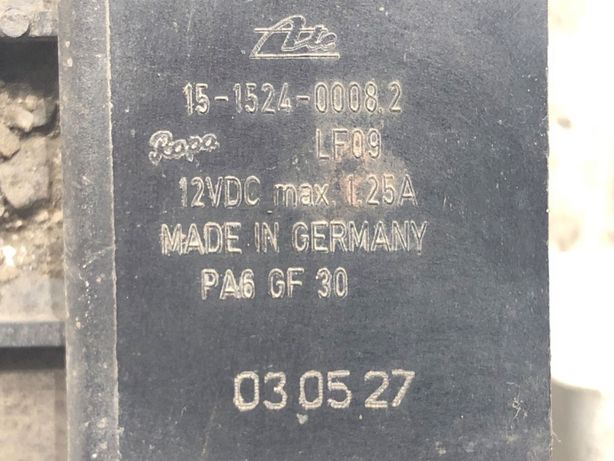 Ate
15-1524-0008.2
Rapa LF09
12VDC max. 1.25A
MADE IN GERMANY
PA6 GF 30
03 05 27